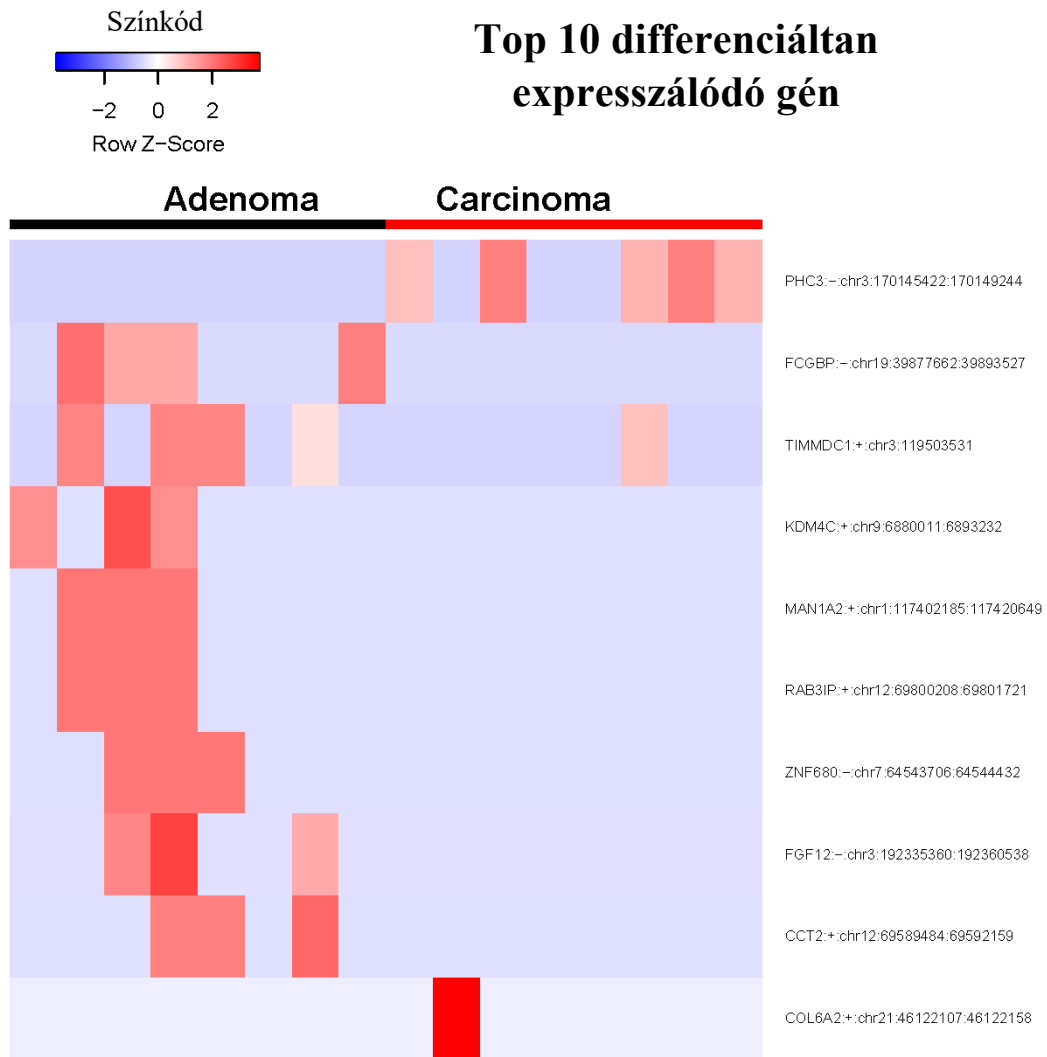 Színkód
Top 10 differenciáltan
expresszálódó gén
−2 0 2
Row Z−Score
Adenoma Carcinoma
PHC3:−:chr3:170145422:170149244
FCGBP:−:chr19:39877662:39893527
TIMMDC1:+:chr3:119503531
KDM4C:+:chr9:6880011:6893232
MAN1A2:+:chr1:117402185:117420649
RAB3IP:+:chr12:69800208:69801721
ZNF680:−:chr7:64543706:64544432
FGF12:−:chr3:192335360:192360538
CCT2:+:chr12:69589484:69592159
COL6A2:+:chr21:46122107:46122158